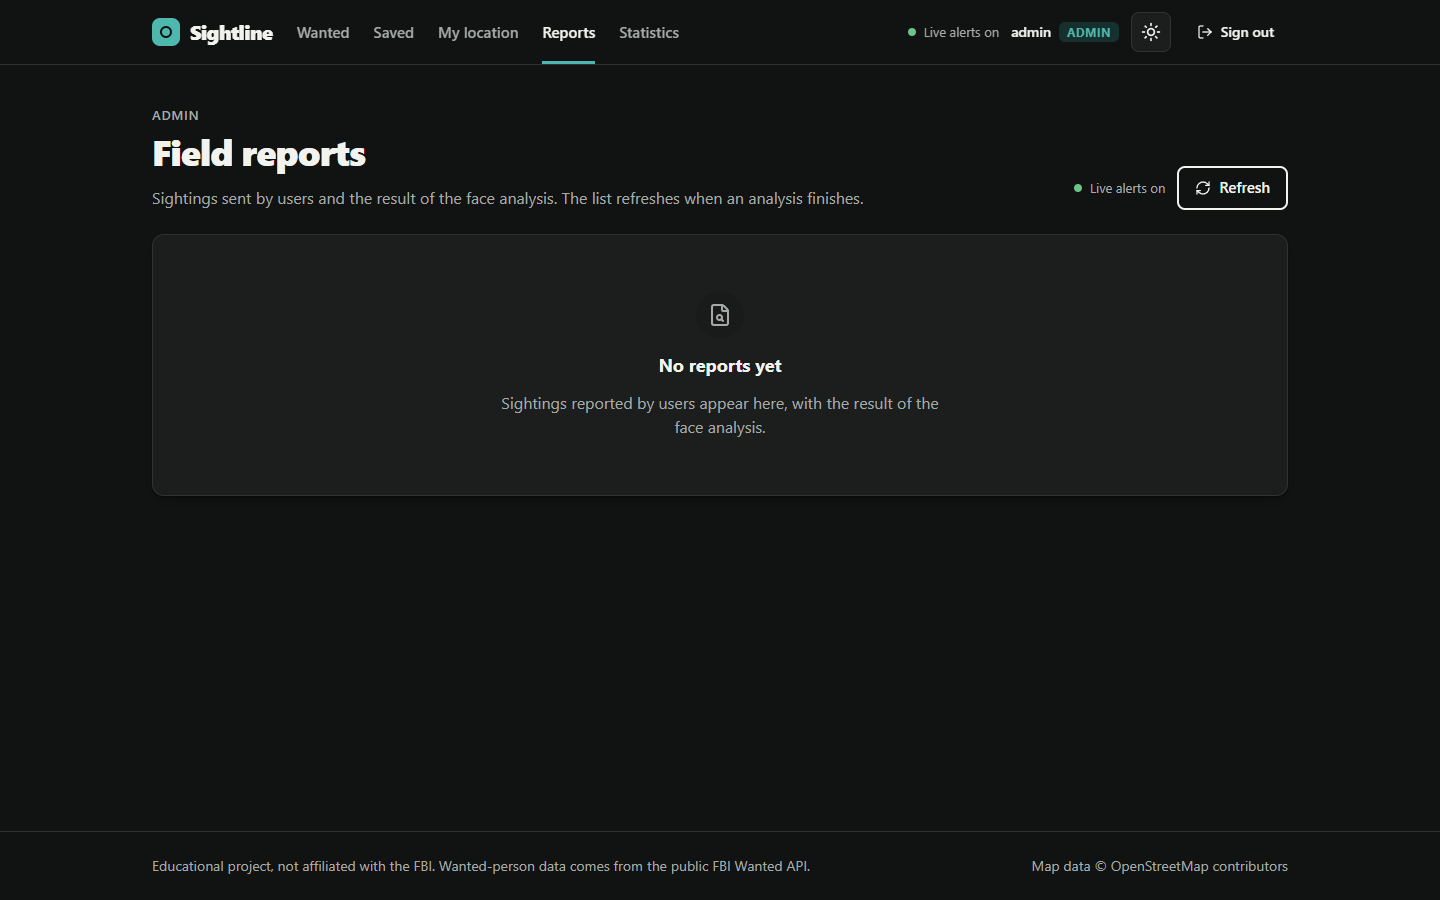 Sightline
Wanted
Saved
My location
Reports
Statistics
Live alerts on
admin
ADMIN
Sign out
ADMIN
Field reports
Sightings sent by users and the result of the face analysis. The list refreshes when an analysis finishes.
Live alerts on
Refresh
No reports yet
Sightings reported by users appear here, with the result of the
face analysis.
Educational project, not affiliated with the FBI. Wanted-person data comes from the public FBI Wanted API.
Map data © OpenStreetMap contributors